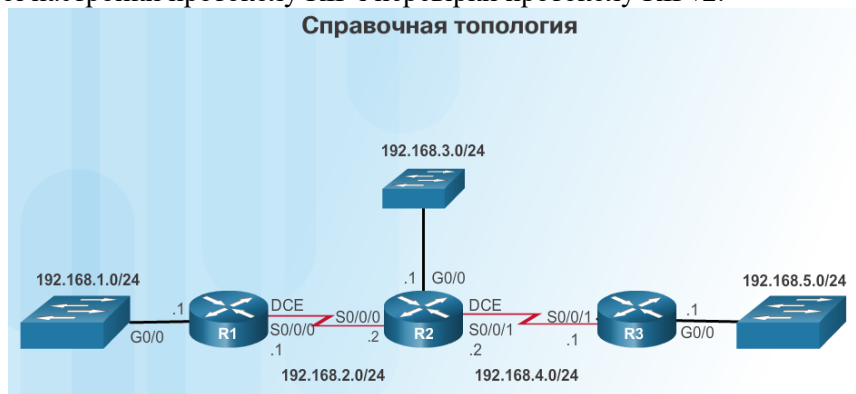 Справочная топология
192.168.3.0/24
.1 G0/0
192.168.1.0/24
192.168.5.0/24
.1
DCE
DCE
.1
S0/0/0
S0/0/0
S0/0/1
S0/0/1
G0/0
R1
R2
R3
G0/0
.1
.2
.2
.1
192.168.2.0/24
192.168.4.0/24